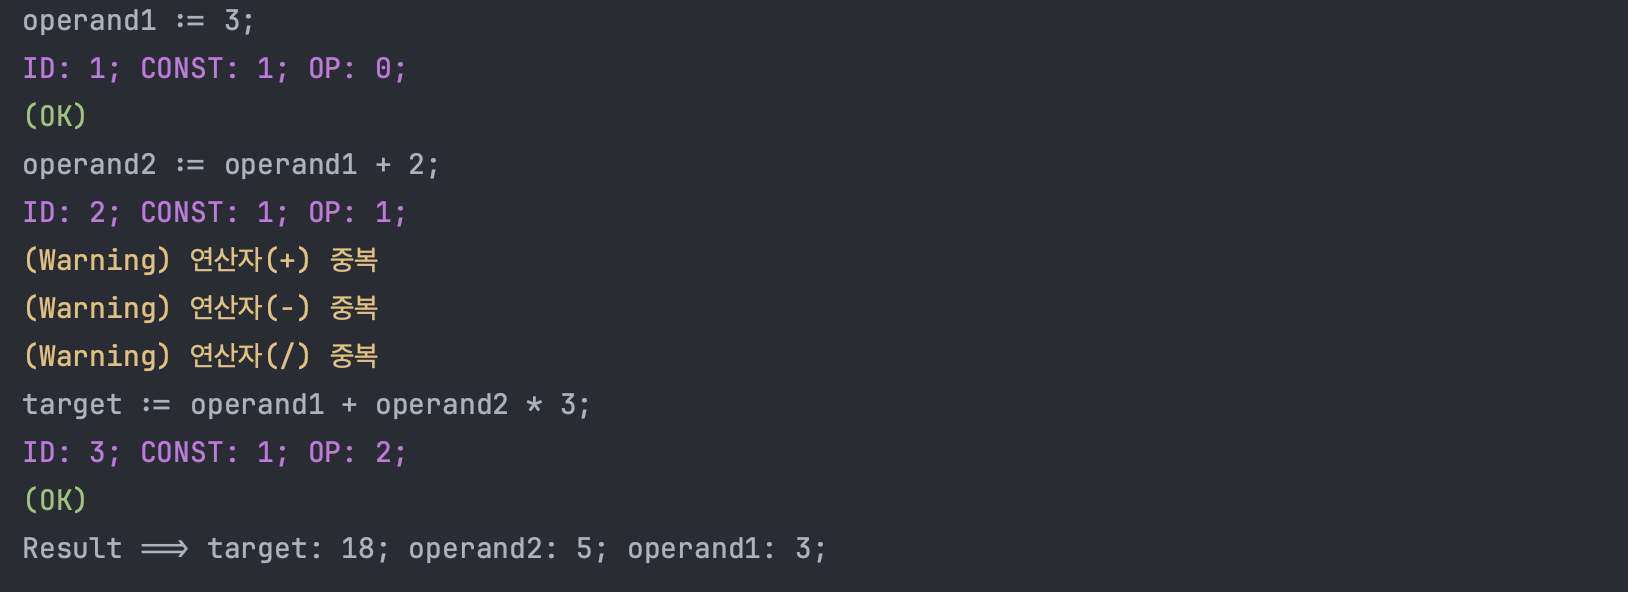 operand1 := 3;
ID: 1; CONST: 1; OP: 0;
(OK)
operand2 := operand1 + 2;
ID: 2; CONST: 1; OP: 1;
(Warning) 연산자(+) 중복
(Warning) 연산자(-) 중복
(Warning) 연산자(/) 중복
target := operand1 + operand2 * 3;
ID: 3; CONST: 1; OP: 2;
(OK)
Result ==> target: 18; operand2: 5; operand1: 3;